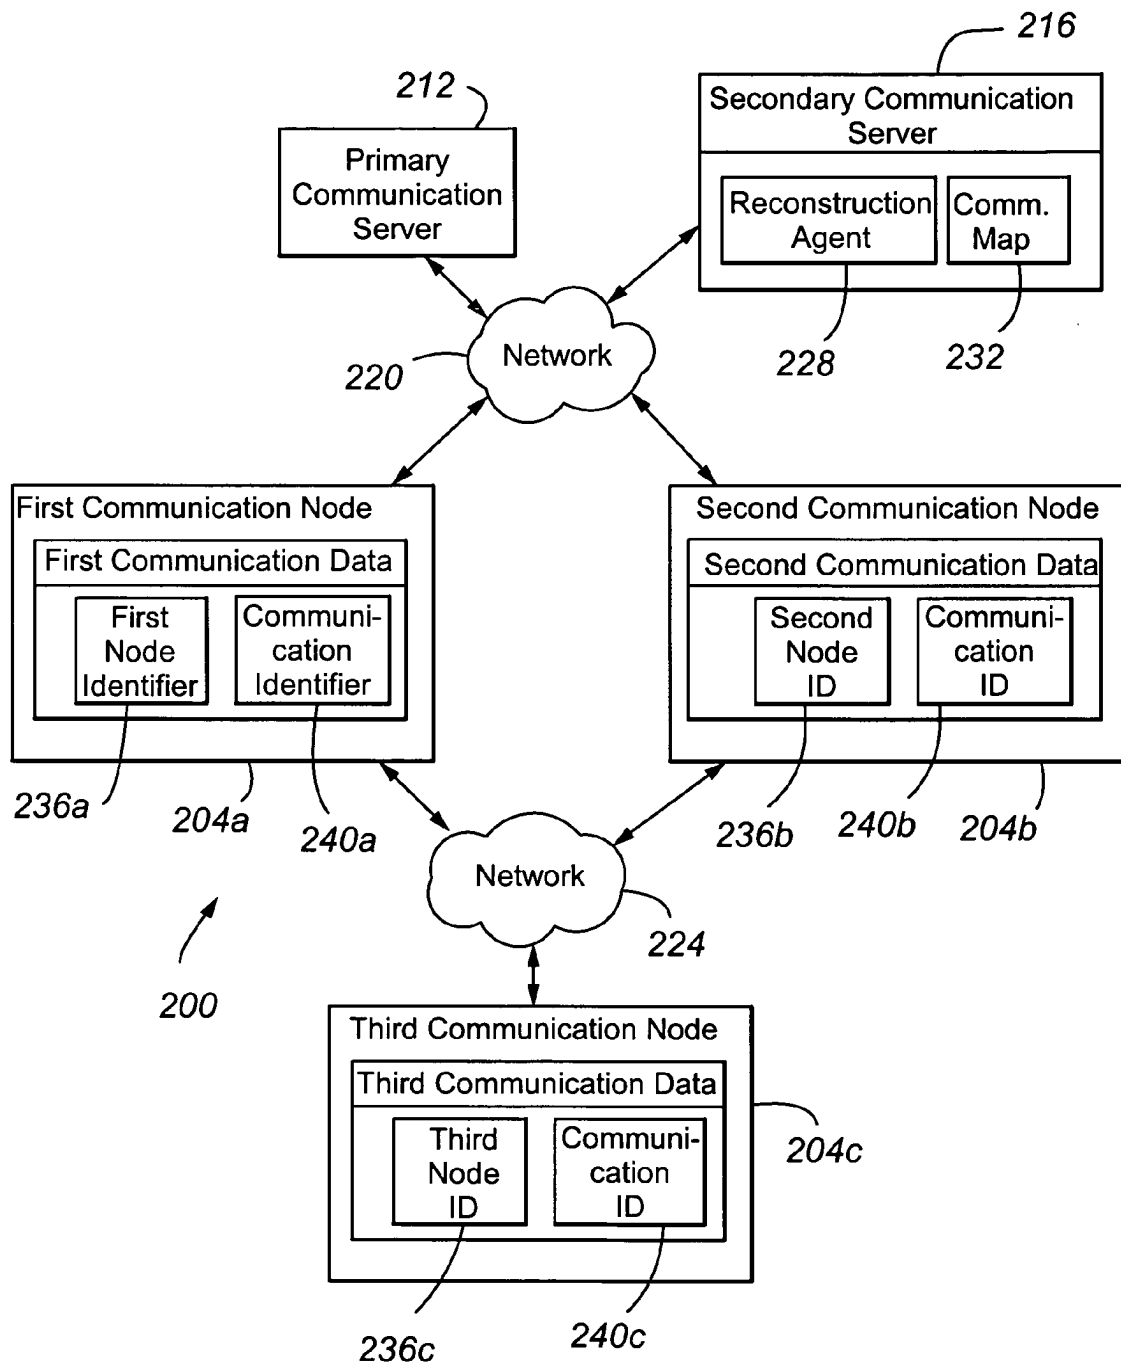 216
212
Secondary Communication
Server
Primary
Communication
Server
Reconstruction
Agent
Comm.
Map
Network
220
228
232
First Communication Node
First Communication Data
First
Node
Identifier
Communi-
cation
Identifier
Second Communication Node
Second Communication Data
Second
Node
ID
Communi-
cation
ID
236a
204a
240a
236b
240b
204b
Network
224
200
Third Communication Node
Third Communication Data
Third
Node
ID
Communi-
cation
ID
204c
236c
240c